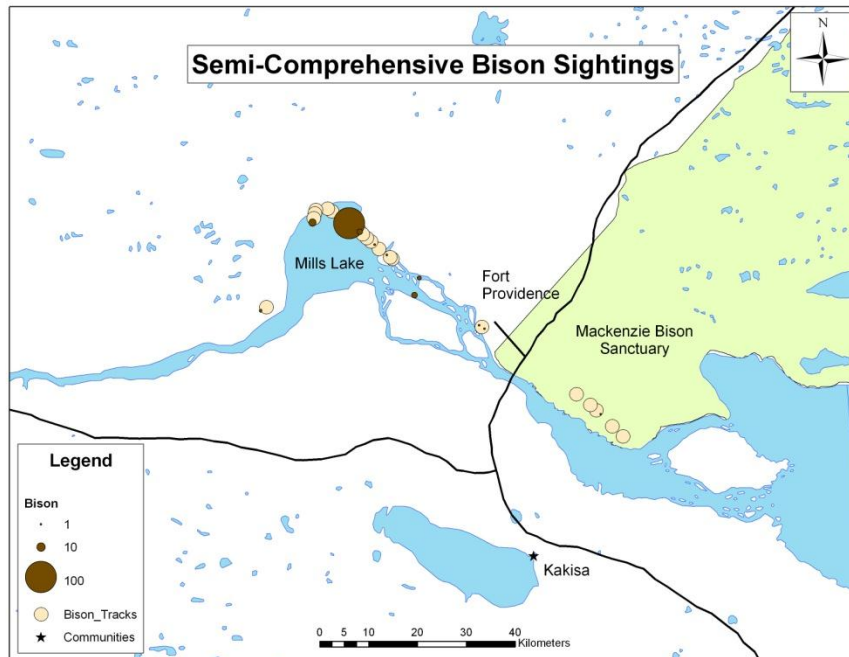 Semi-Comprehensive Bison Sightings
N
Mills Lake
Fort
Providence
Mackenzie Bison
Sanctuary
Kakisa
Legend
Bison
1
10
100
Bison_Tracks
Communities
0 5 10 20 30 40
Kilometers